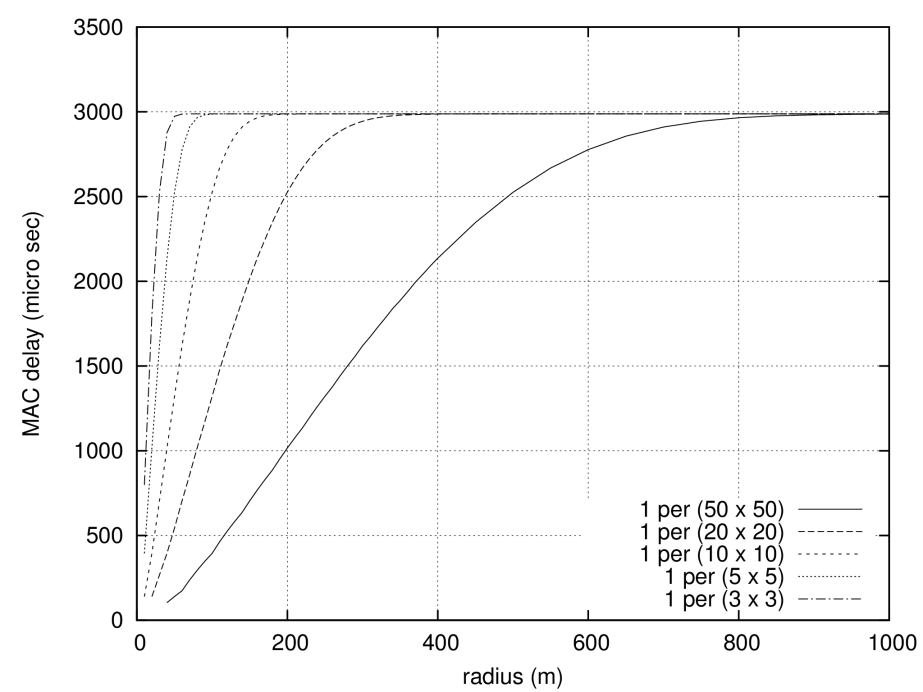 3500
3000
2500
2000
1500
1000
500
0
MAC delay (micro sec)
1 per (50 x 50)
1 per (20 x 20)
1 per (10 x 10)
1 per (5 x 5)
1 per (3 x 3)
0 200 400 600 800 1000
radius (m)